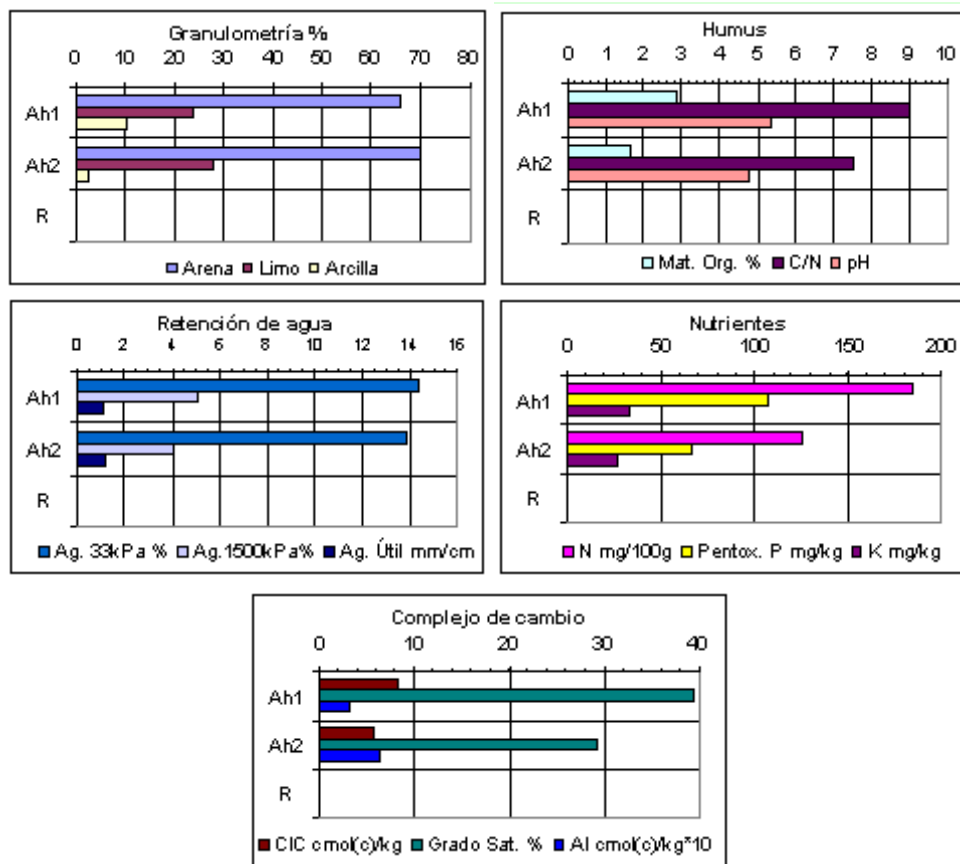 Granulometría %
0 10 20 30 40 50 60 70 80
Ah1
Ah2
R
Arena Limo Arcilla
Humus
0 1 2 3 4 5 6 7 8 9 10
Ah1
Ah2
R
Mat. Org. % C/N pH
Retención de agua
0 2 4 6 8 10 12 14 16
Ah1
Ah2
R
Ag. 33kPa % Ag.1500kPa% Ag. Útil mm/cm
Nutrientes
0 50 100 150 200
Ah1
Ah2
R
N mg/100g Pentox. P mg/kg K mg/kg
Complejo de cambio
0 10 20 30 40
Ah1
Ah2
R
CIC cmol(c)/kg Grado Sat. % Al cmol(c)/kg*10